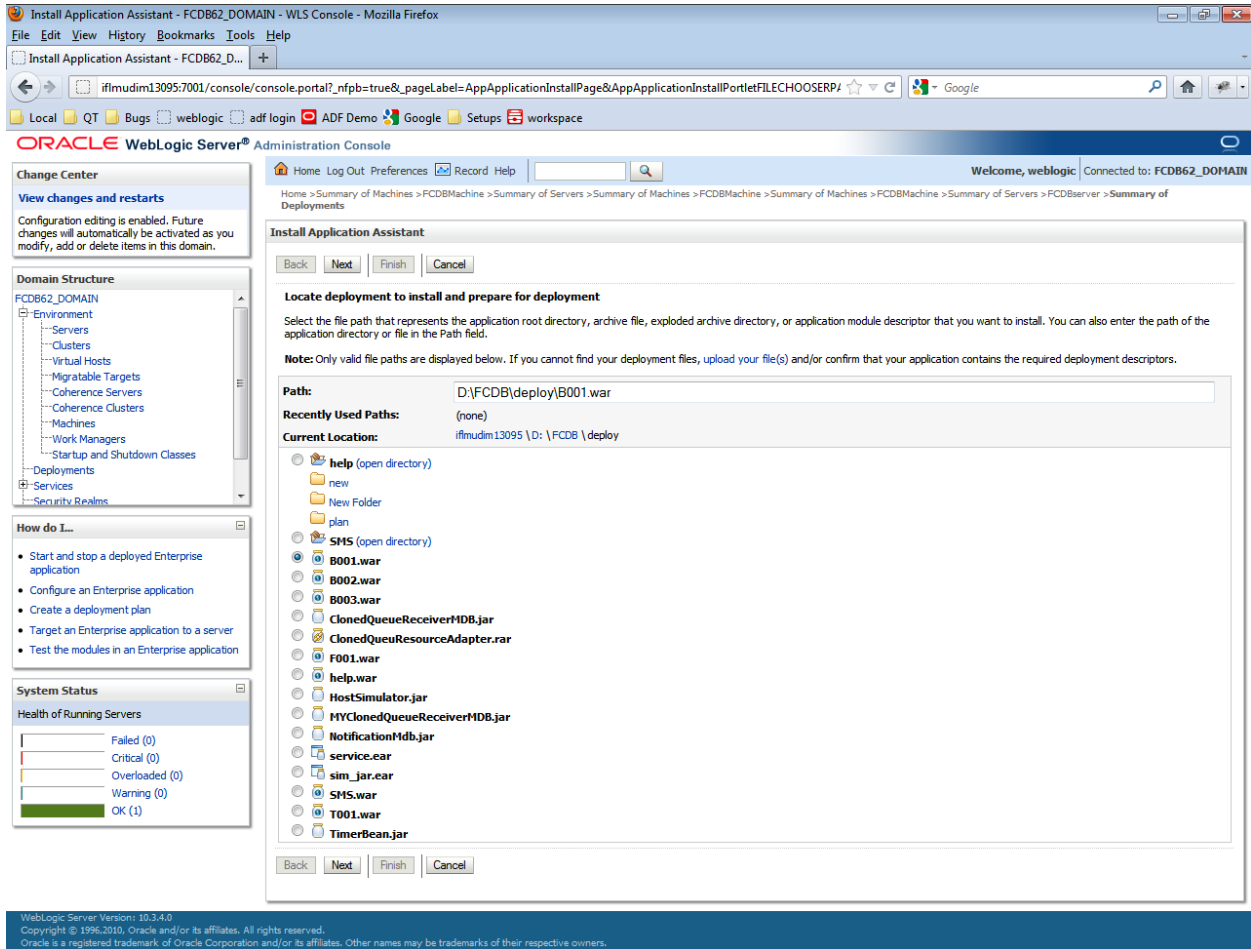 Install Application Assistant - FCDB62_DOMAIN - WLS Console - Mozilla Firefox
File Edit View History Bookmarks Tools Help
Install Application Assistant - FCDB62_D... +
iflmudim13095:7001/console/console.portal?_nfpb=true&_pageLabel=AppApplicationInstallPage&AppApplicationInstallPortletFILECHOOSERPA
Google
Local QT Bugs weblogic adf login ADF Demo Google Setups workspace
ORACLE WebLogic Server® Administration Console
Change Center
View changes and restarts
Configuration editing is enabled. Future
changes will automatically be activated as you
modify, add or delete items in this domain.
Domain Structure
FCDB62_DOMAIN
Environment
Servers
Clusters
Virtual Hosts
Migratable Targets
Coherence Servers
Coherence Clusters
Machines
Work Managers
Startup and Shutdown Classes
Deployments
Services
Security Realms
How do I...
Start and stop a deployed Enterprise
application
Configure an Enterprise application
Create a deployment plan
Target an Enterprise application to a server
Test the modules in an Enterprise application
System Status
Health of Running Servers
Failed (0)
Critical (0)
Overloaded (0)
Warning (0)
OK (1)
Home Log Out Preferences Record Help
Welcome, weblogic Connected to: FCDB62_DOMAIN
Home >Summary of Machines >FCDBMachine >Summary of Servers >Summary of Machines >FCDBMachine >Summary of Machines >FCDBMachine >Summary of Servers >FCDBserver >Summary of
Deployments
Install Application Assistant
Back Next Finish Cancel
Locate deployment to install and prepare for deployment
Select the file path that represents the application root directory, archive file, exploded archive directory, or application module descriptor that you want to install. You can also enter the path of the
application directory or file in the Path field.
Note: Only valid file paths are displayed below. If you cannot find your deployment files, upload your file(s) and/or confirm that your application contains the required deployment descriptors.
Path: D:\FCDB\deploy\B001.war
Recently Used Paths: (none)
Current Location: iflmudim13095 \D: \FCDB \deploy
help (open directory)
new
New Folder
plan
SMS (open directory)
B001.war
B002.war
B003.war
ClonedQueueReceiverMDB.jar
ClonedQueuResourceAdapter.rar
F001.war
help.war
HostSimulator.jar
MYClonedQueueReceiverMDB.jar
NotificationMdb.jar
service.ear
sim_jar.ear
SMS.war
T001.war
TimerBean.jar
Back Next Finish Cancel
WebLogic Server Version: 10.3.4.0
Copyright © 1996,2010, Oracle and/or its affiliates. All rights reserved.
Oracle is a registered trademark of Oracle Corporation and/or its affiliates. Other names may be trademarks of their respective owners.